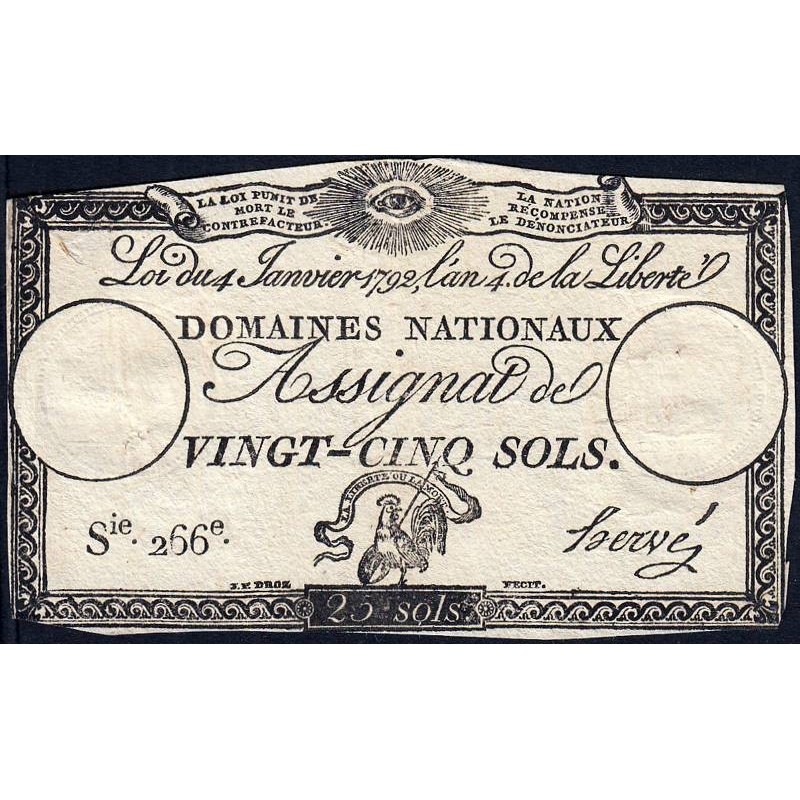 LA LOI PUNIT DE
MORT LE
CONTREFACTEUR.
LA NATION
RÉCOMPENSE
LE DÉNONCIATEUR
Loi du 4 Janvier 1792, l'an 4. de la Liberté
DOMAINES NATIONAUX
Assignat de
VINGT-CINQ SOLS.
LA LIBERTÉ OU LA MORT
Sie. 266e.
hervé
J.P. DROZ FECIT.
25 sols